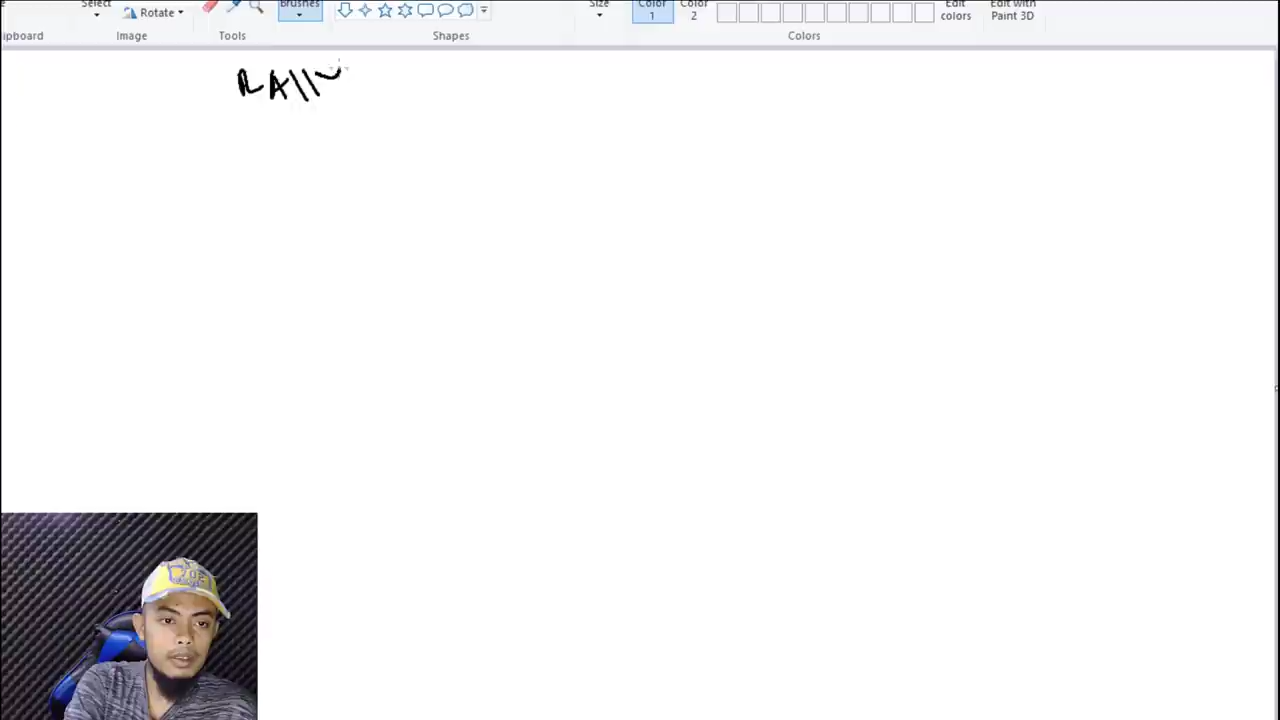 Select
Rotate
Brushes
Size
Color 1
Color 2
Edit colors
Edit with Paint 3D
ipboard
Image
Tools
Shapes
Colors